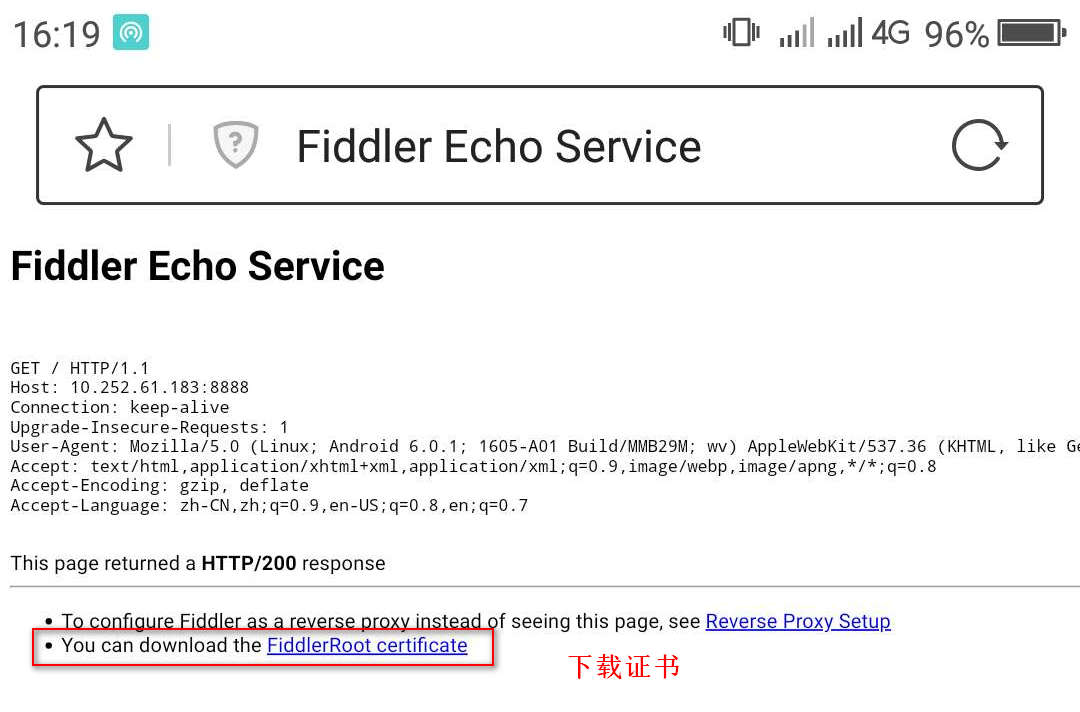 16:19 4G 96%
Fiddler Echo Service
Fiddler Echo Service
GET / HTTP/1.1
Host: 10.252.61.183:8888
Connection: keep-alive
Upgrade-Insecure-Requests: 1
User-Agent: Mozilla/5.0 (Linux; Android 6.0.1; 1605-A01 Build/MMB29M; wv) AppleWebKit/537.36 (KHTML, like Ge
Accept: text/html,application/xhtml+xml,application/xml;q=0.9,image/webp,image/apng,*/*;q=0.8
Accept-Encoding: gzip, deflate
Accept-Language: zh-CN,zh;q=0.9,en-US;q=0.8,en;q=0.7
This page returned a HTTP/200 response
• To configure Fiddler as a reverse proxy instead of seeing this page, see Reverse Proxy Setup
• You can download the FiddlerRoot certificate
下载证书